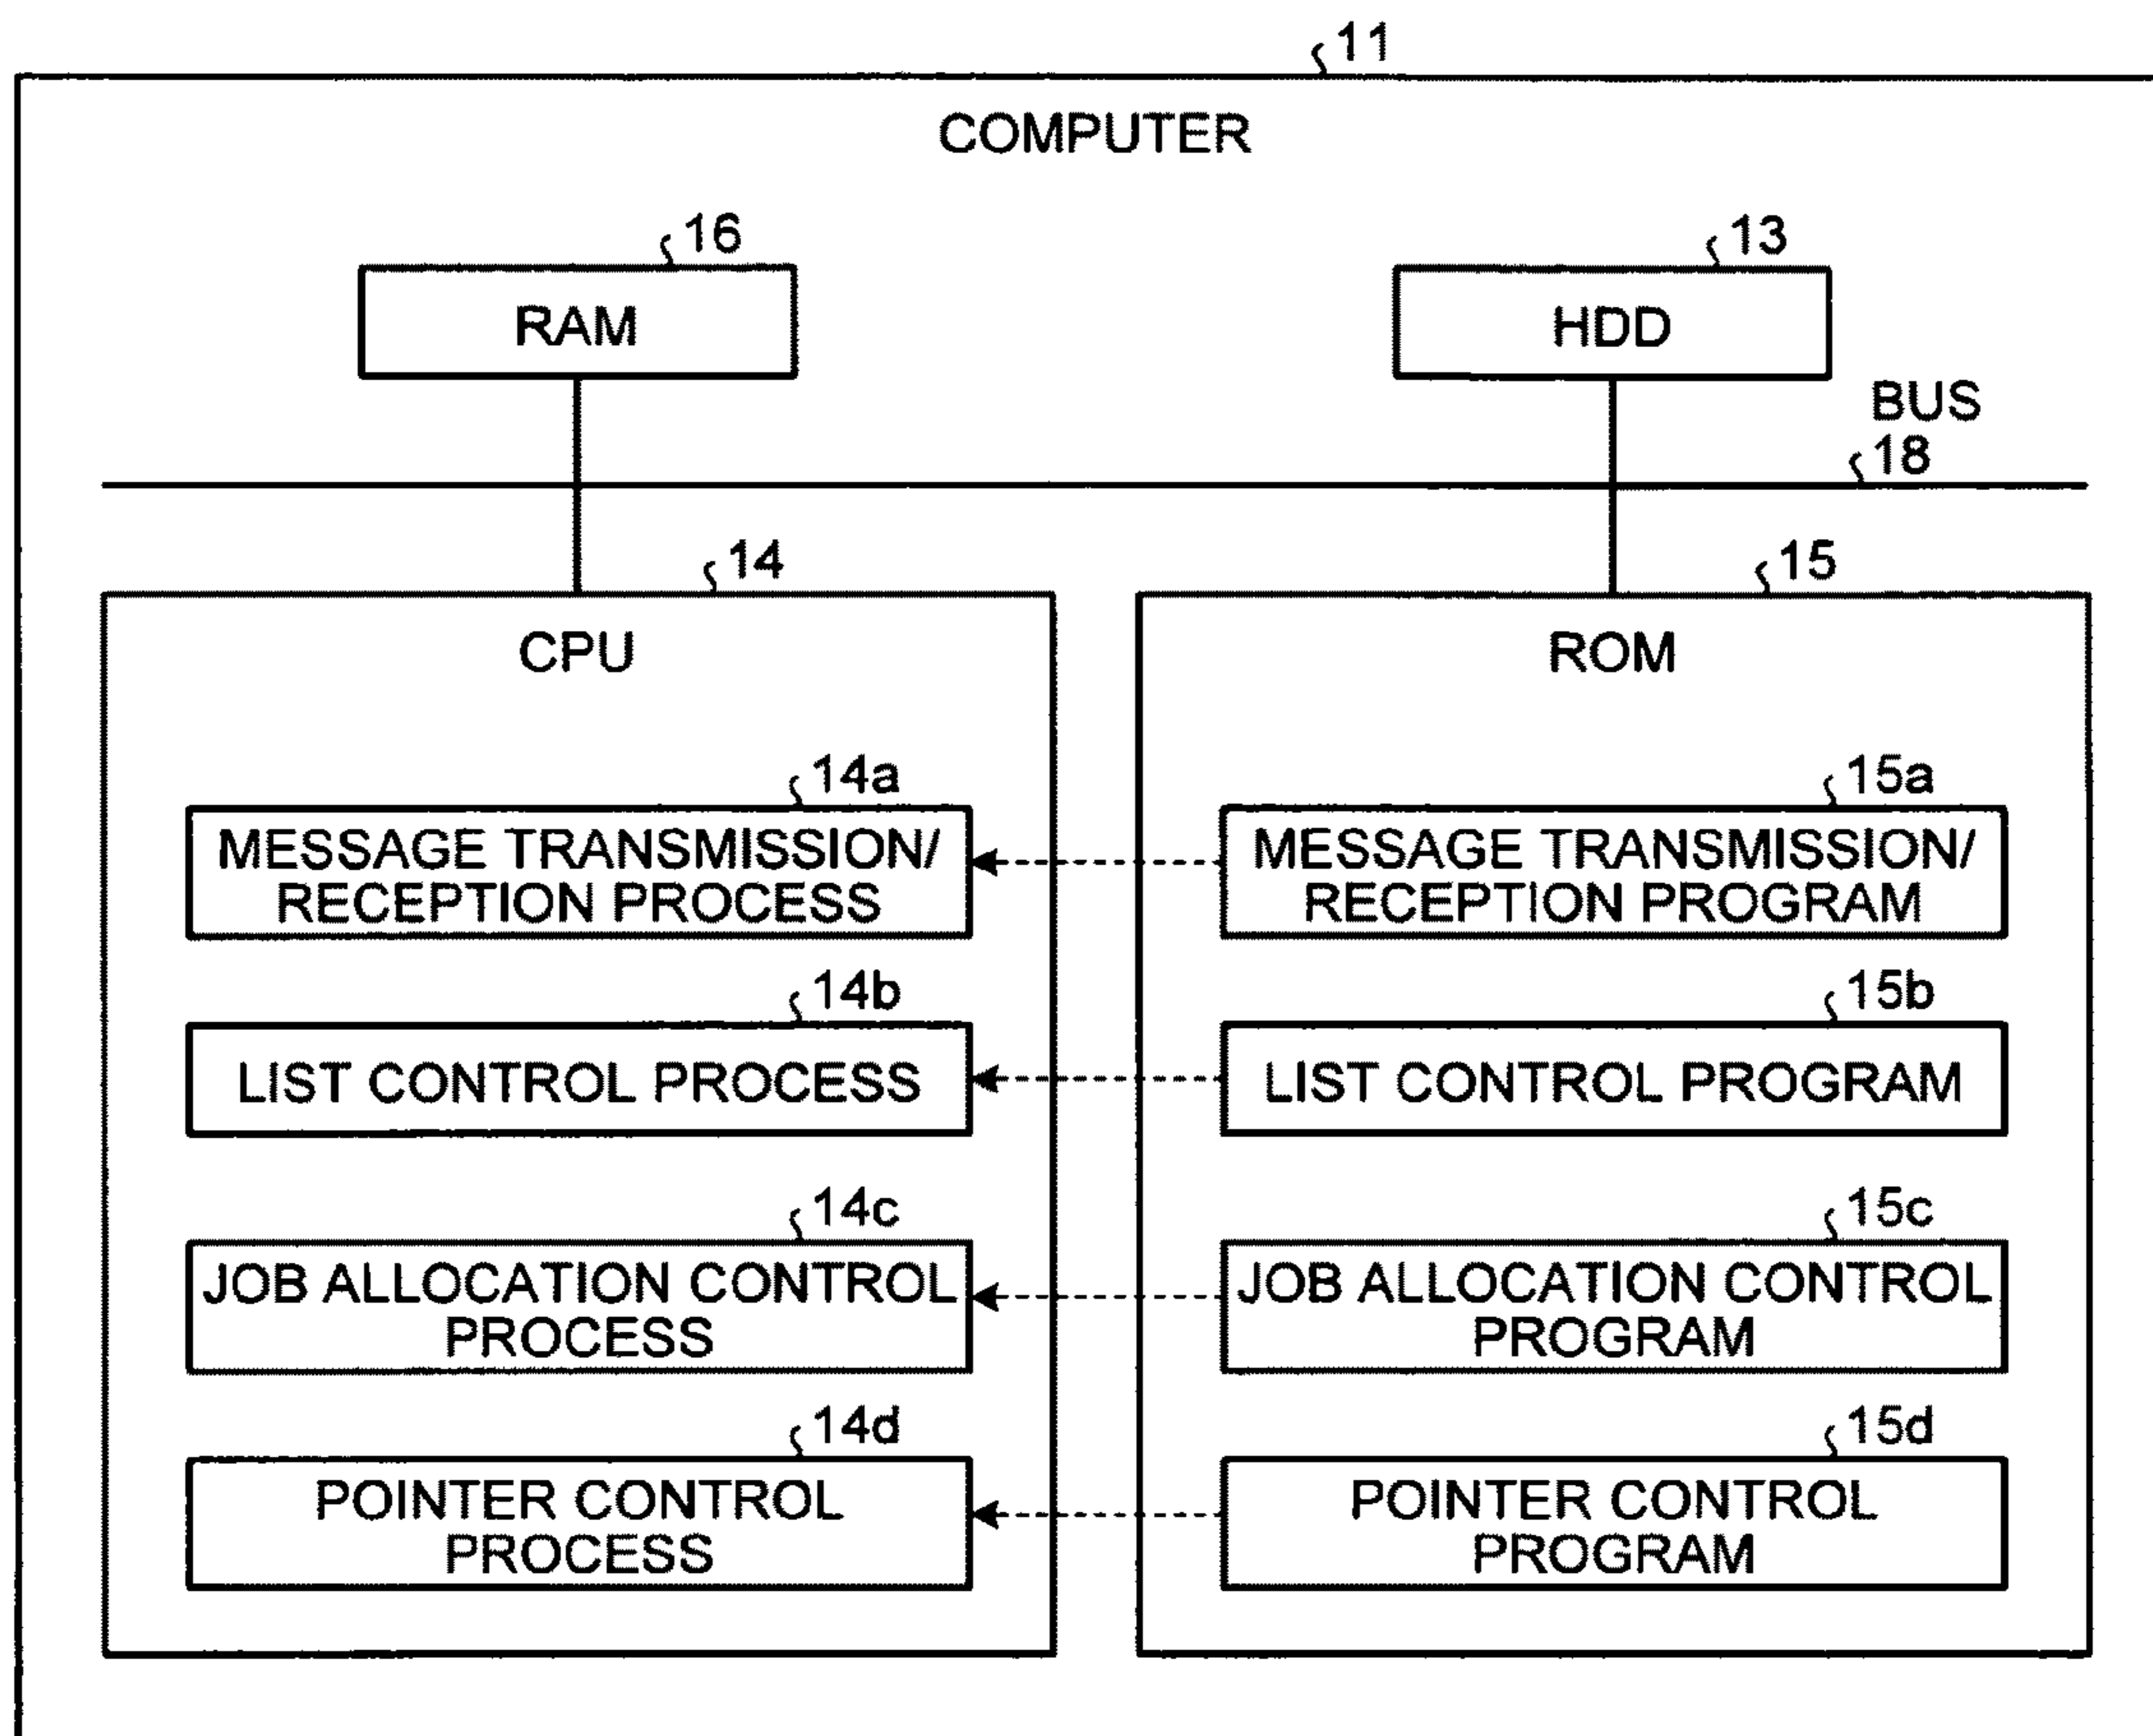 11
COMPUTER
16
RAM
13
HDD
BUS
18
14
CPU
15
ROM
14a
MESSAGE TRANSMISSION/
RECEPTION PROCESS
15a
MESSAGE TRANSMISSION/
RECEPTION PROGRAM
14b
LIST CONTROL PROCESS
15b
LIST CONTROL PROGRAM
14c
JOB ALLOCATION CONTROL
PROCESS
15c
JOB ALLOCATION CONTROL
PROGRAM
14d
POINTER CONTROL
PROCESS
15d
POINTER CONTROL
PROGRAM